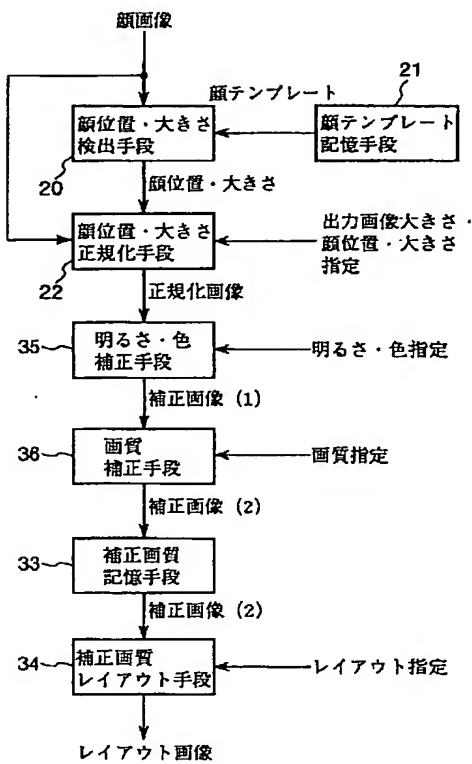 顔画像
顔テンプレート
21
顔位置・大きさ
検出手段
顔テンプレート
記憶手段
20
顔位置・大きさ
顔位置・大きさ
正規化手段
出力画像大きさ・
顔位置・大きさ
指定
22
正規化画像
35
明るさ・色
補正手段
明るさ・色指定
補正画像 (1)
36
画質
補正手段
画質指定
補正画像 (2)
33
補正画質
記憶手段
補正画像 (2)
34
補正画質
レイアウト手段
レイアウト指定
レイアウト画像